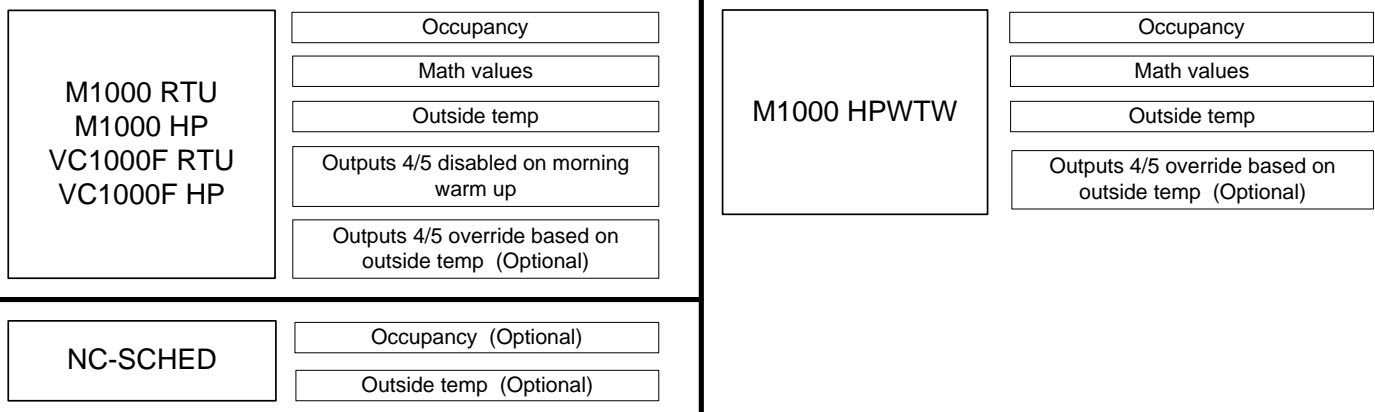 M1000 RTU
M1000 HP
VC1000F RTU
VC1000F HP
Occupancy
Math values
Outside temp
Outputs 4/5 disabled on morning
warm up
Outputs 4/5 override based on
outside temp (Optional)
M1000 HPWTW
Occupancy
Math values
Outside temp
Outputs 4/5 override based on
outside temp (Optional)
NC-SCHED
Occupancy (Optional)
Outside temp (Optional)